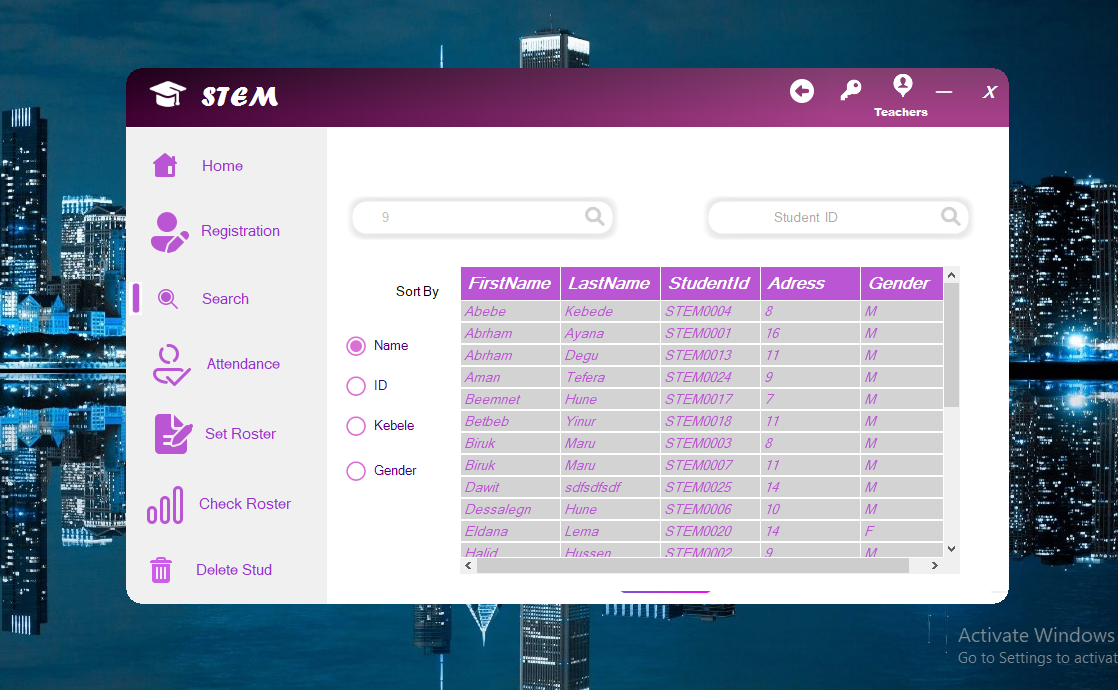 STEM
Teachers
X
Home
Registration
Search
Attendance
Set Roster
Check Roster
Delete Stud
9
Student ID
Sort By
Name
ID
Kebele
Gender
FirstName LastName StudentId Adress Gender
Abebe Kebede STEM0004 8 M
Abrham Ayana STEM0001 16 M
Abrham Degu STEM0013 11 M
Aman Tefera STEM0024 9 M
Beemnet Hune STEM0017 7 M
Betbeb Yinur STEM0018 11 M
Biruk Maru STEM0003 8 M
Biruk Maru STEM0007 11 M
Dawit sdfsdfsdf STEM0025 14 M
Dessalegn Hune STEM0006 10 M
Eldana Lema STEM0020 14 F
Halid Hussen STEM0002 9 M
Activate Windows
Go to Settings to activat